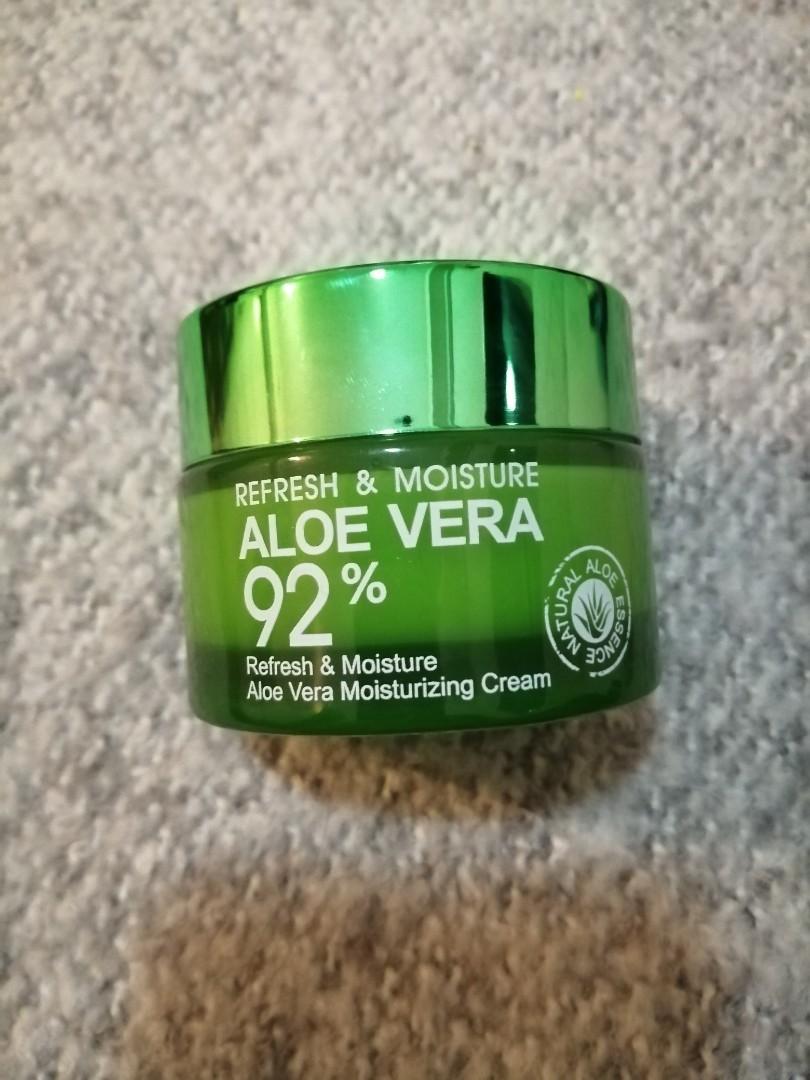 REFRESH & MOISTURE
ALOE VERA
92%
Refresh & Moisture
Aloe Vera Moisturizing Cream
NATURAL ALOE ESSENCE